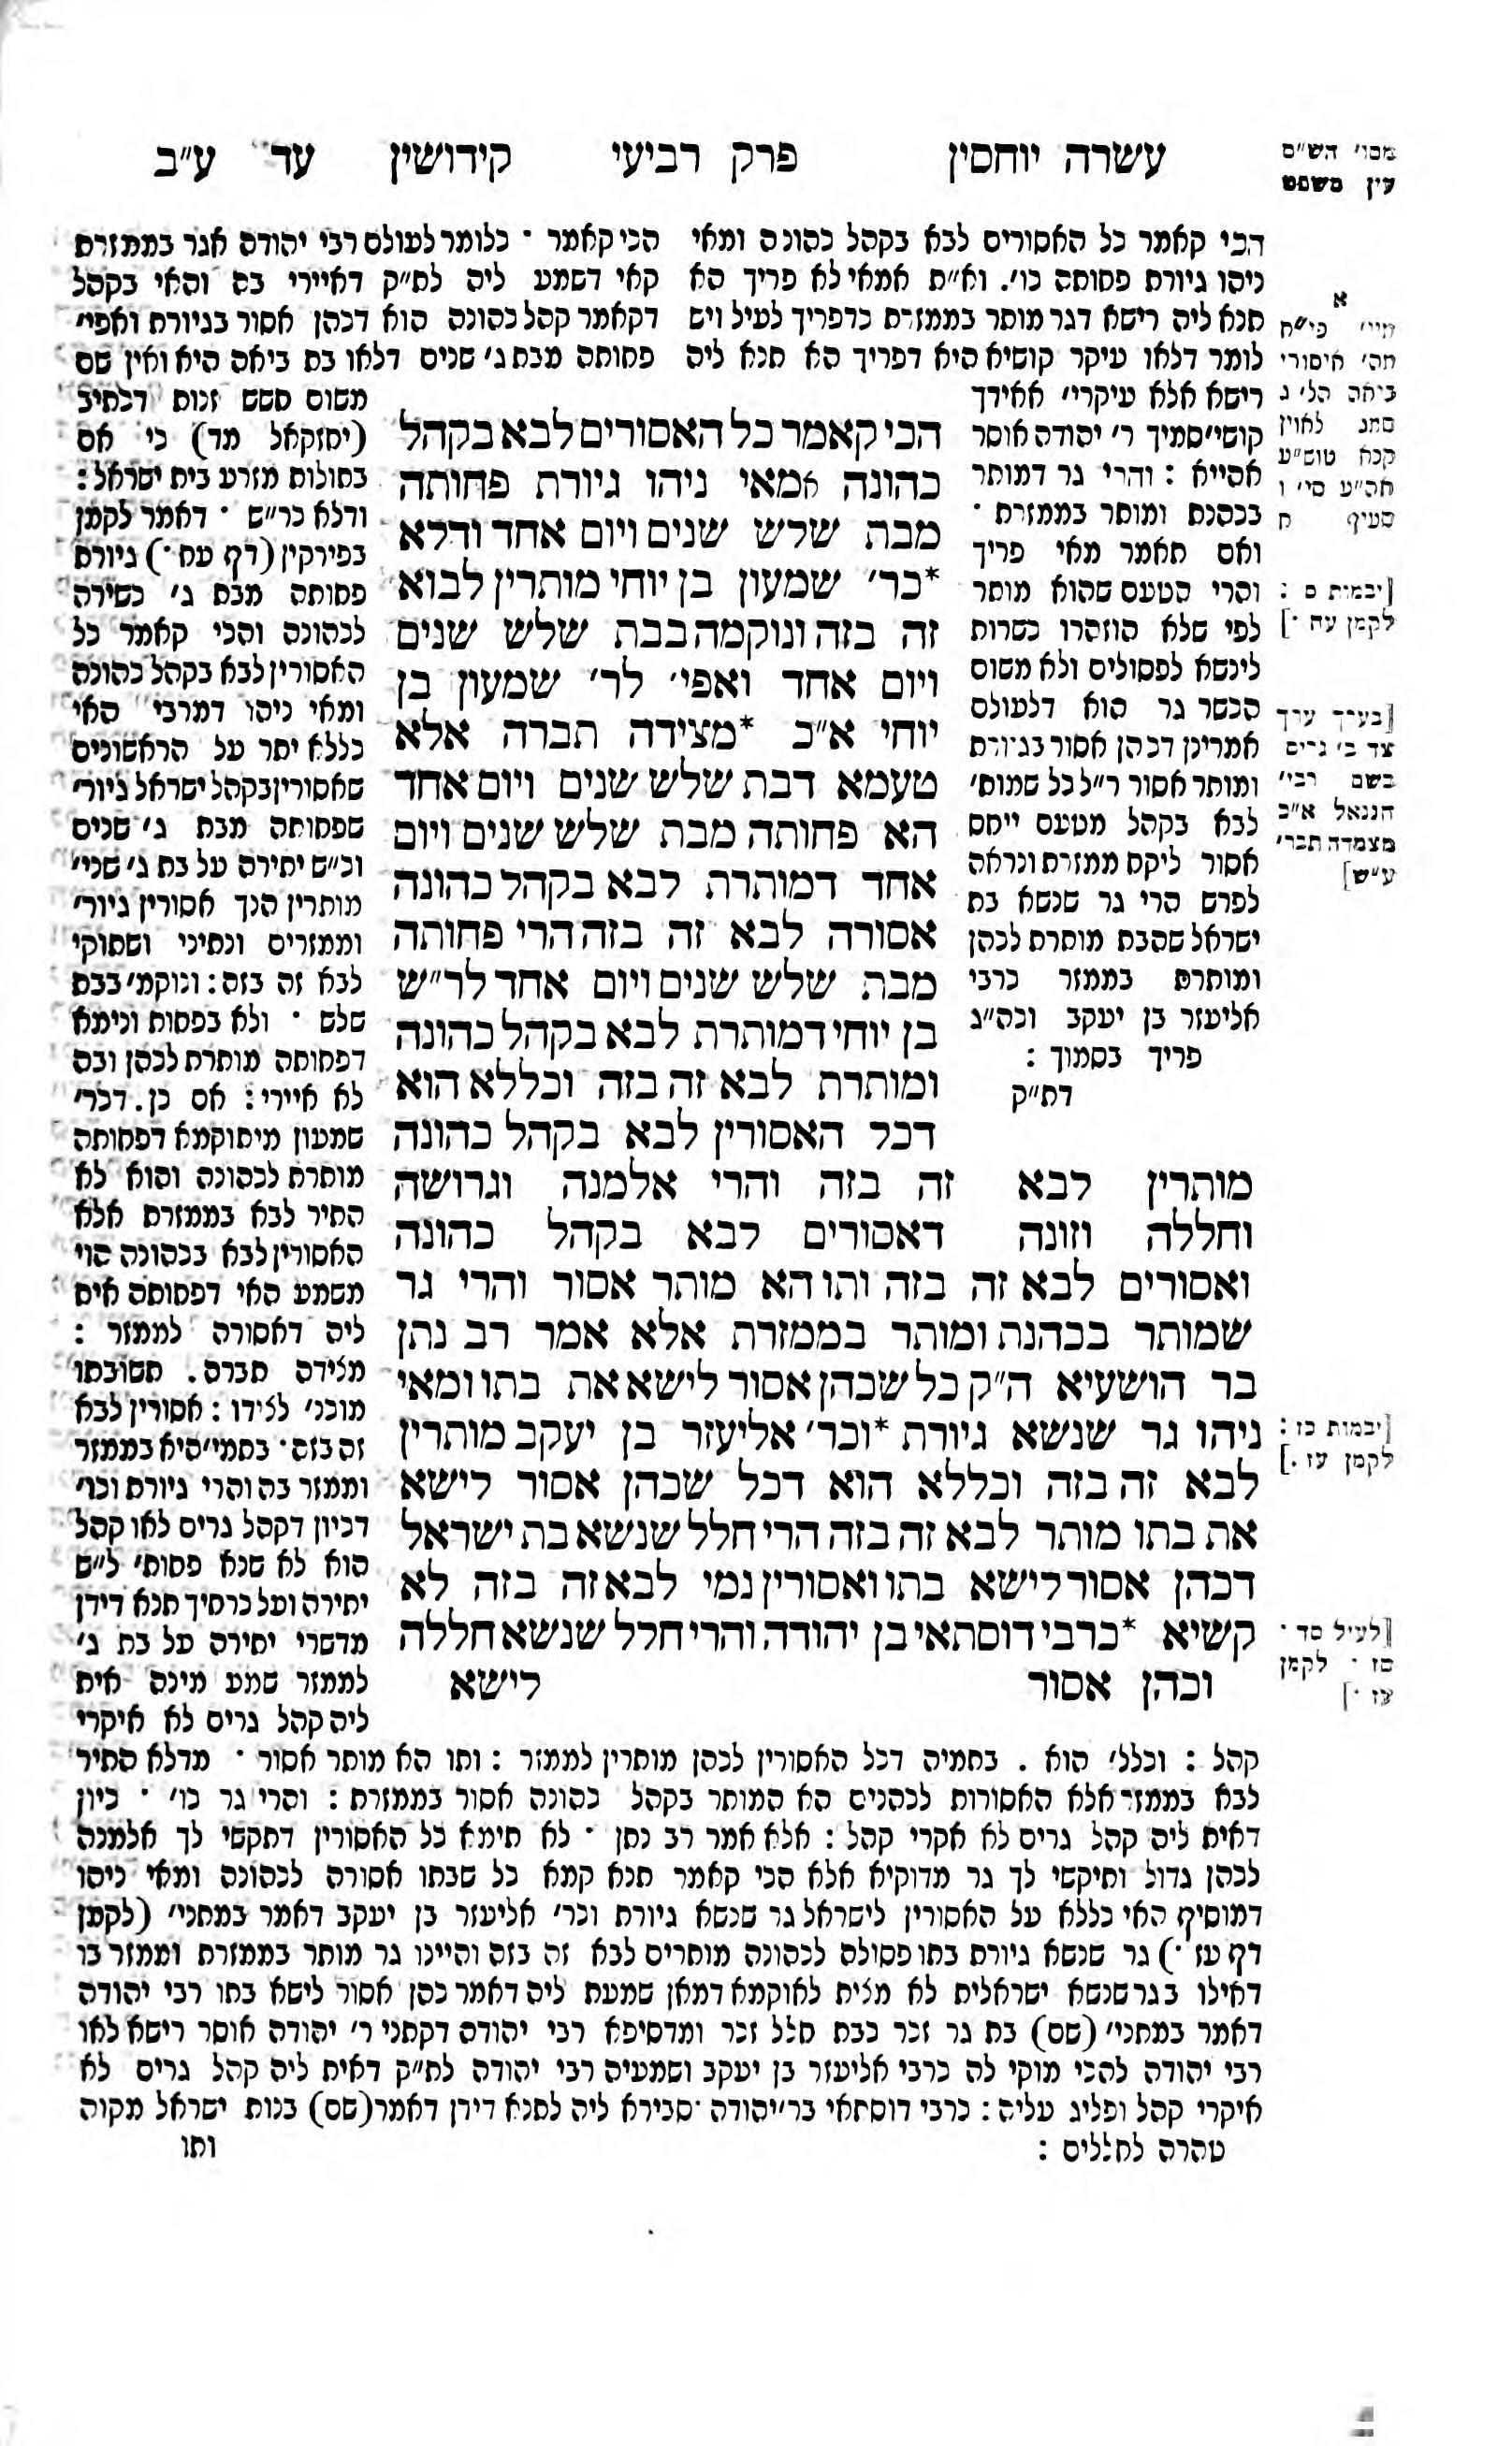 עשרה יוחסין פרק רביעי קידושין עד ע"ב
מסו' הש"ס
עין משפט
הכי קאמר כל האסורים לבא בקהל כהונה ומאי
ניהו גיורת פחותה כו'. וא"ת אמאי לא פריך הא
תנא ליה רישא דגר מותר בממזרת כדפריך לעיל ויש
לומר דלאו עיקר קושיא היא דפריך הא תנא ליה
רישא אלא עיקרי' אאידך
קושי' סמיך ר' יהודה אוסר
אסייא : והרי גר דמותר
בכהנת ומותר בממזרת ·
ואם תאמר מאי פריך
והרי הטעם שהוא מותר
לפי שלא הוזהרו כשרות
לינשא לפסולים ולא משום
הכשר גר הוא דלעולם
אמרינן דכהן אסור בגיורת
ומותר אסור ר"ל כל שמות'
לבא בקהל מטעם ייחס
אסור ליקח ממזרת ונראה
לפרש הרי גר שנשא בת
ישראל שהבת מותרת לכהן
ומותרת בממזר כרבי
אליעזר בן יעקב וכה"ג
פריך בסמוך :
דת"ק
הכי קאמר כל האסורים לבא בקהל
כהונה אמאי ניהו גיורת פחותה
מבת שלש שנים ויום אחד ודלא
*כר' שמעון בן יוחי מותרין לבוא
זה בזה ונוקמה בבת שלש שנים
ויום אחד ואפי' לר' שמעון בן
יוחי א"כ *מצידה תברה אלא
טעמא דבת שלש שנים ויום אחד
הא פחותה מבת שלש שנים ויום
אחד דמותרת לבא בקהל כהונה
אסורה לבא זה בזה הרי פחותה
מבת שלש שנים ויום אחד לר"ש
בן יוחי דמותרת לבא בקהל כהונה
ומותרת לבא זה בזה וכללא הוא
דכל האסורין לבא בקהל כהונה
מותרין לבא זה בזה והרי אלמנה וגרושה
וחללה וזונה דאסורים לבא בקהל כהונה
ואסורים לבא זה בזה ותו הא מותר אסור והרי גר
שמותר בכהנת ומותר בממזרת אלא אמר רב נתן
בר הושעיא ה"ק כל שכהן אסור לישא את בתו ומאי
ניהו גר שנשא גיורת *וכר' אליעזר בן יעקב מותרין
לבא זה בזה וכללא הוא דכל שכהן אסור לישא
את בתו מותר לבא זה בזה הרי חלל שנשא בת ישראל
דכהן אסור לישא בתו ואסורין נמי לבא זה בזה לא
קשיא *כרבי דוסתאי בן יהודה והרי חלל שנשא חללה
וכהן אסור לישא
הכי קאמר · כלומר לעולם רבי יהודה אגר בממזרת
קאי דשמע ליה לת"ק דאיירי בה והאי בקהל
דקאמר קהל כהונה הוא דכהן אסור בגיורת ואפי'
פחותה מבת ג' שנים דלאו בת ביאה היא ואין שם
משום חשש זנות דכתיב
(יחזקאל מד) כי אם
בתולות מזרע בית ישראל :
ודלא כר"ש · דאמר לקמן
בפירקין (דף עח·) גיורת
פחותה מבת ג' כשירה
לכהונה והכי קאמר כל
האסורין לבא בקהל כהונה
ומאי ניהו דמרבי האי
כללא יתר על הראשונים
שאסורין בקהל ישראל גיור'
שפחותה מבת ג' שנים
וכ"ש יתירה על בת ג' שני'
מותרין הנך אסורין גיור'
וממזרים ונתיני ושתוקי
לבא זה בזה : ונוקמ' בבת
שלש · ולא בפחות ונימא
דפחותה מותרת לכהן ובה
לא איירי : אם כן. דכר'
שמעון מיתוקמא דפחותה
מותרת לכהונה והוא לא
התיר לבא בממזרת אלא
האסורין לבא בכהונה הוי
משמע האי דפחותה אית
ליה דאסורה לממזר :
מצידה תברה. תשובתו
מוכנ' לצידו : אסורין לבא
זה בזה · בתמי' היא בממזר
וממזר בה והרי גיורת וכו'
דכיון דקהל גרים לאו קהל
הוא לא שנא פחות' ל"ש
יתירה ועל כרחיך תנא דידן
מדשרי יתירה על בת ג'
לממזר שמע מינה אית
ליה קהל גרים לא איקרי
קהל : וכלל' הוא . בתמיה דכל האסורין לכהן מותרין לממזר : ותו הא מותר אסור · מדלא התיר
לבא בממזר אלא האסורות לכהנים הא המותר בקהל כהונה אסור בממזרת : והרי גר כו' · כיון
דאית ליה קהל גרים לא אקרי קהל : אלא אמר רב נתן · לא תימא כל האסורין דתקשי לך אלמנה
לכהן גדול ותיקשי לך גר מדוקיא אלא הכי קאמר תנא קמא כל שבתו אסורה לכהונה ומאי ניהו
דמוסיף האי כללא על האסורין לישראל גר שנשא גיורת וכר' אליעזר בן יעקב דאמר במתני' (לקמן
דף עז·) גר שנשא גיורת בתו פסולה לכהונה מותרים לבא זה בזה והיינו גר מותר בממזרת וממזר בו
דאילו בגר שנשא ישראלית לא מצית לאוקמא דמאן שמעת ליה דאמר כהן אסור לישא בתו רבי יהודה
דאמר במתני' (שם) בת גר זכר כבת חלל זכר ומדסיפא רבי יהודה דקתני ר' יהודה אוסר רישא לאו
רבי יהודה להכי מוקי לה כרבי אליעזר בן יעקב ושמעיה רבי יהודה לת"ק דאית ליה קהל גרים לא
איקרי קהל ופליג עליה : כרבי דוסתאי בר' יהודה סבירא ליה לתנא דידן דאמר (שם) בנות ישראל מקוה
טהרה לחללים :
ותו
א
מיי' פי"ח
מה' איסורי
ביאה הל' ג
סמג לאוין
קכא טוש"ע
אה"ע סי' ו
סעיף ח
[יבמות ס :
לקמן עח ·]
[בערך ערך
צד ב' גרים
בשם רבי'
חננאל א"כ
מצמדה תבר'
ע"ש]
[יבמות כז :
לקמן עז .]
[לעיל סד ·
סז · לקמן
עז ·]